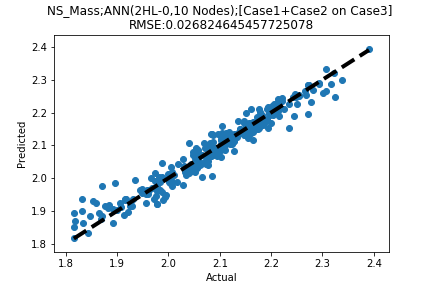 NS_Mass;ANN(2HL-0,10 Nodes);[Case1+Case2 on Case3]
RMSE:0.026824645457725078
2.4
2.3
2.2
2.1
2.0
1.9
1.8
Predicted
1.8 1.9 2.0 2.1 2.2 2.3 2.4
Actual